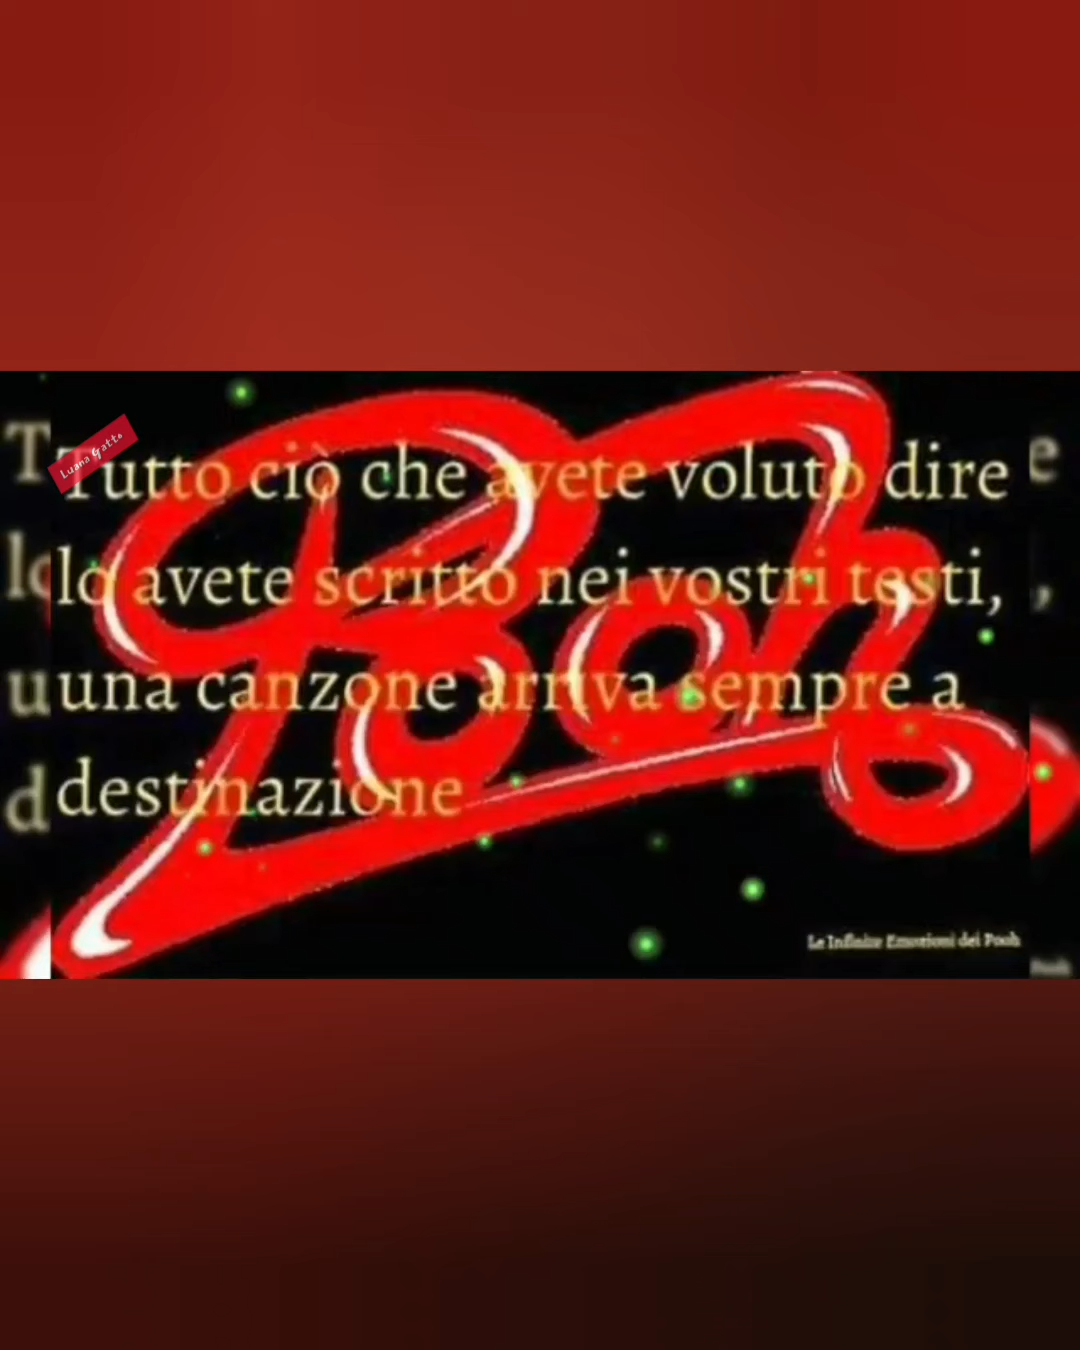 Luana Gatto
Pooh
Tutto ciò che avete voluto dire
lo avete scritto nei vostri testi,
una canzone arriva sempre a
destinazione
Le Infinite Emozioni dei Pooh